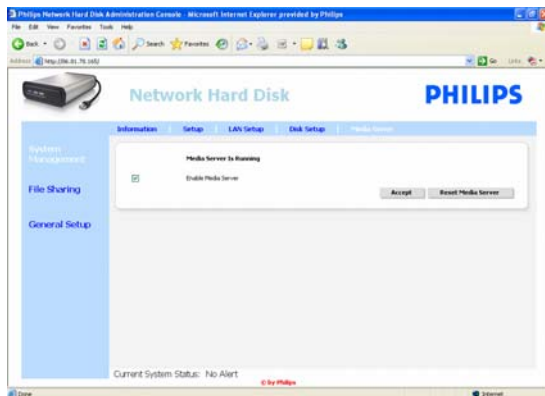 Philips Network Hard Disk Administration Console - Microsoft Internet Explorer provided by Philips
File Edit View Favorites Tools Help
Back Search Favorites
Address Go Links
Network Hard Disk
PHILIPS
Information Setup LAN Setup Disk Setup Media Server
System Management
File Sharing
General Setup
Media Server Is Running
Enable Media Server
Accept Reset Media Server
Current System Status: No Alert
© by Philips
Done Internet